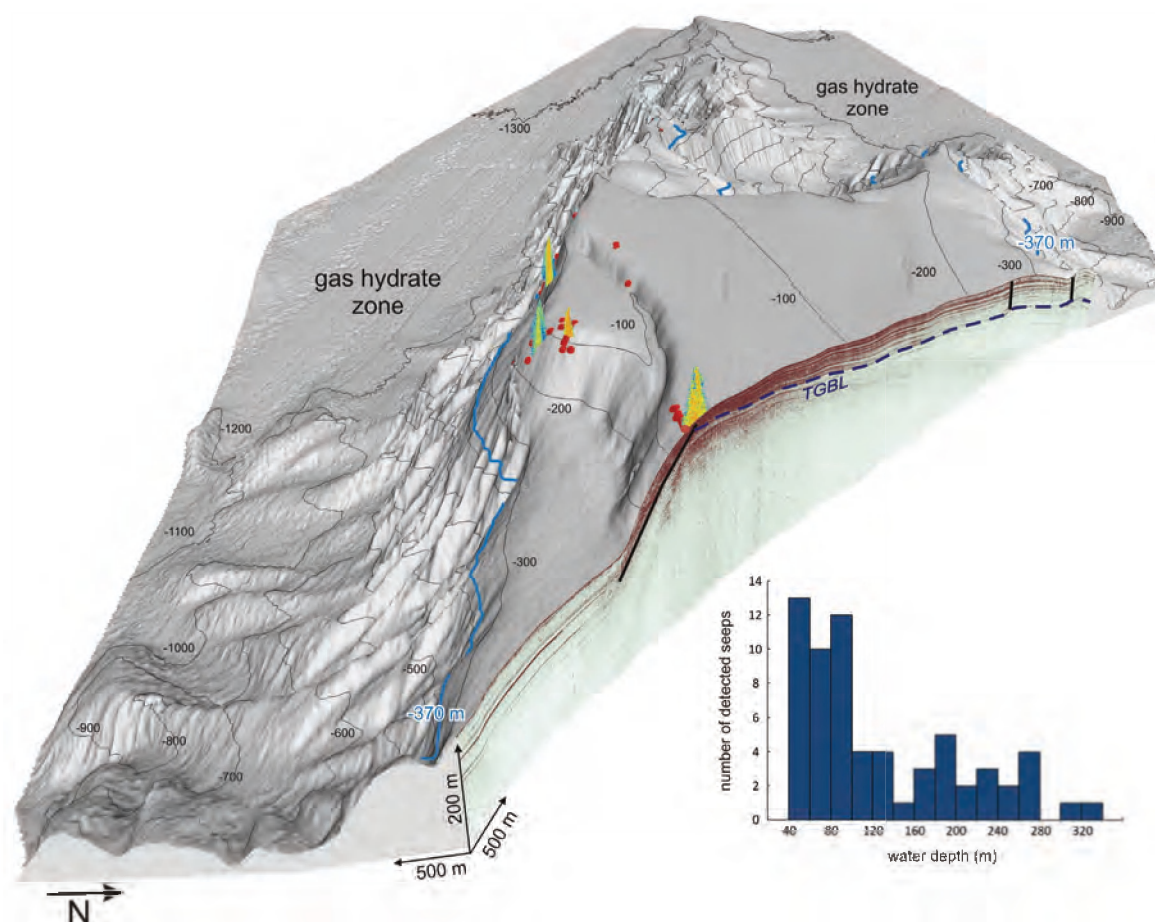 gas hydrate
zone
-1300
-700
-800
-900
-370 m
gas hydrate
zone
-200
-300
-100
-100
TGBL
-200
-1200
-1100
-300
-1000
-500
-370 m
-900
-800
-600
-700
200 m
500 m
500 m
N
number of detected seeps
14
12
10
8
6
4
2
0
40
80
120
160
200
240
280
320
water depth (m)